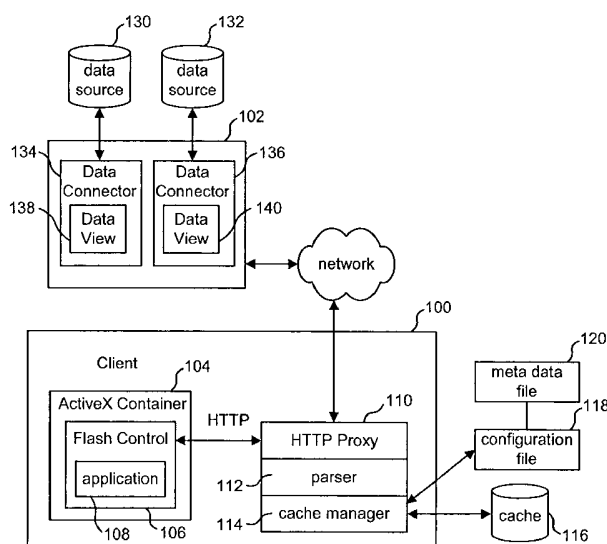 130
132
data
source
data
source
102
134
136
Data
Connector
Data
Connector
138
Data
View
140
Data
View
network
100
Client
104
120
meta data
file
ActiveX Container
110
118
HTTP
Flash Control
HTTP Proxy
configuration
file
application
112
parser
108
106
114
cache manager
cache
116